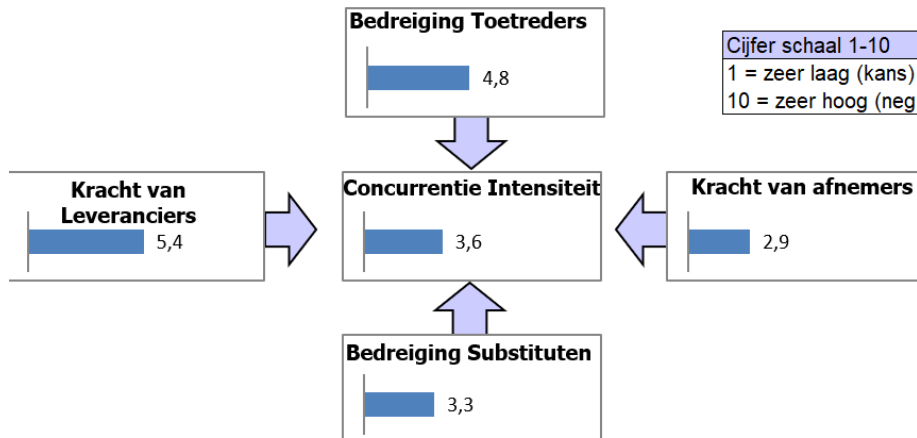 Bedreiging Toetreders
4,8
Cijfer schaal 1-10
1 = zeer laag (kans)
10 = zeer hoog (neg
Kracht van
Leveranciers
5,4
Concurrentie Intensiteit
3,6
Kracht van afnemers
2,9
Bedreiging Substituten
3,3